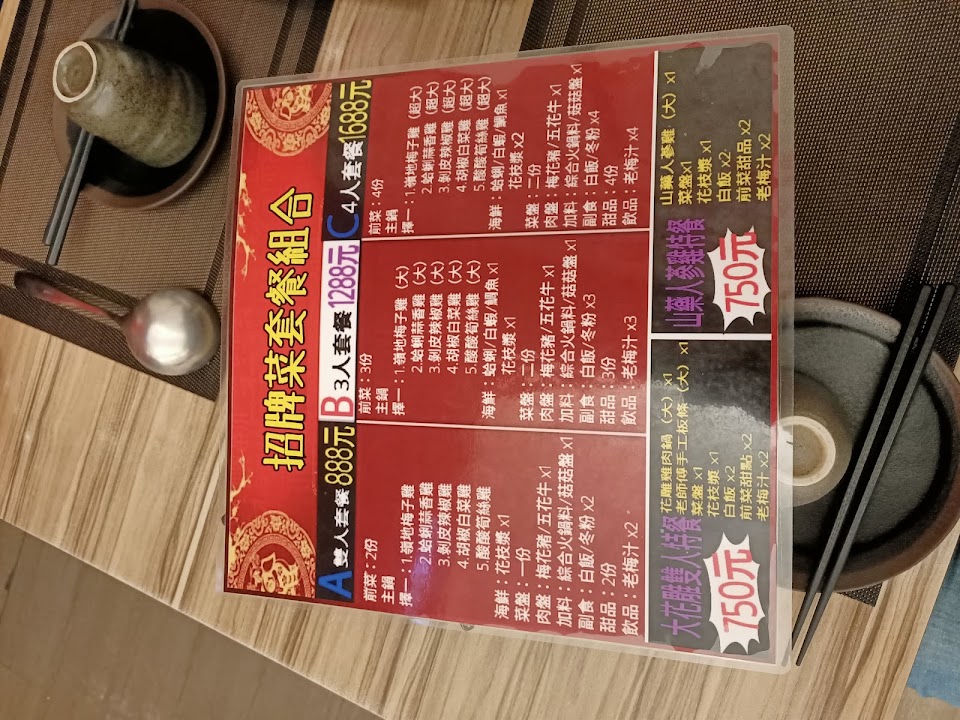 招牌菜套餐組合
A 雙人套餐 888元
前菜：2份
主鍋
擇一：1.嶺地梅子雞
2.蛤蜊蒜香雞
3.剝皮辣椒雞
4.胡椒白菜雞
5.酸酸筍絲雞
海鮮：花枝漿 x1
菜盤：一份
肉盤：梅花豬/五花牛 x1
加料：綜合火鍋料/菇菇盤 x1
副食：白飯/冬粉 x2
甜品：2份
飲品：老梅汁 x2
B 3人套餐 1288元
前菜：3份
主鍋
擇一：1.嶺地梅子雞（大）
2.蛤蜊蒜香雞（大）
3.剝皮辣椒雞（大）
4.胡椒白菜雞（大）
5.酸酸筍絲雞（大）
海鮮：蛤蜊/白蝦/鯛魚 x1
花枝漿 x1
菜盤：二份
肉盤：梅花豬/五花牛 x1
加料：綜合火鍋料/菇菇盤 x1
副食：白飯/冬粉 x3
甜品：3份
飲品：老梅汁 x3
C 4人套餐 1688元
前菜：4份
主鍋
擇一：1.嶺地梅子雞（超大）
2.蛤蜊蒜香雞（超大）
3.剝皮辣椒雞（超大）
4.胡椒白菜雞（超大）
5.酸酸筍絲雞（超大）
海鮮：蛤蜊/白蝦/鯛魚 x1
花枝漿 x2
菜盤：二份
肉盤：梅花豬/五花牛 x1
加料：綜合火鍋料/菇菇盤 x1
副食：白飯/冬粉 x4
甜品：4份
飲品：老梅汁 x4
大花雕雙人特餐
750元
花雕雞肉鍋（大）x1
老師傅手工板條（大）x1
菜盤 x1
花枝漿 x1
白飯 x2
前菜甜點 x2
老梅汁 x2
山藥人蔘雞特餐
750元
山藥人蔘雞（大）x1
菜盤 x1
花枝漿 x1
白飯 x2
前菜甜品 x2
老梅汁 x2